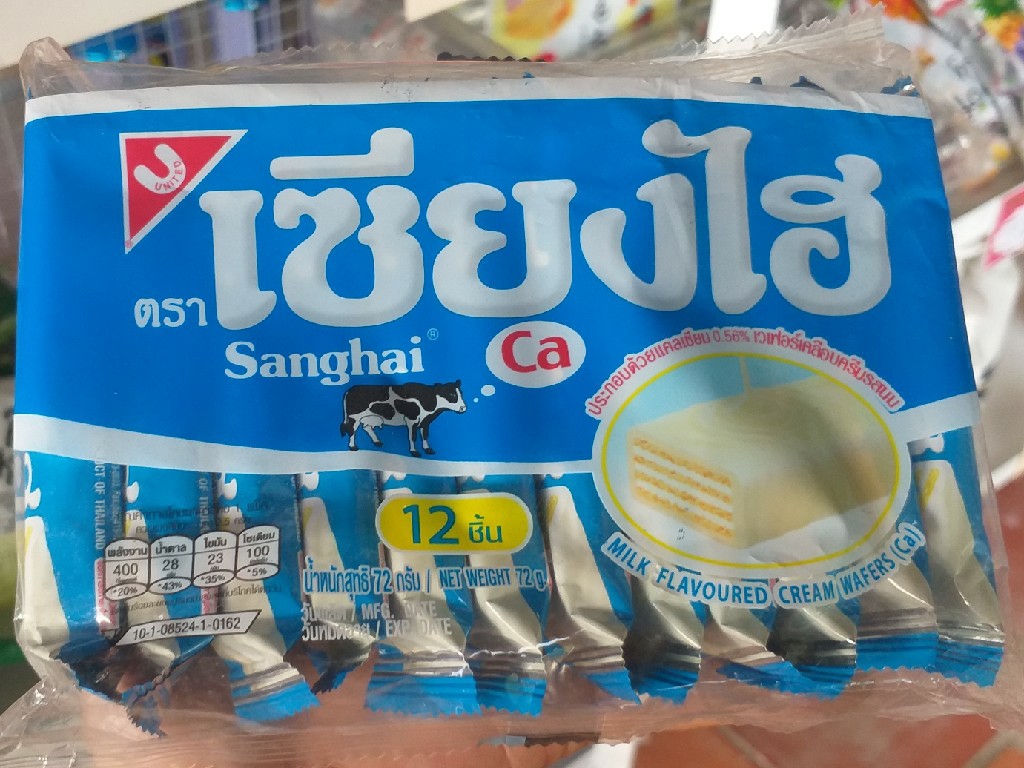 U
UNITED
เซียงไฮ
ตรา
Sanghai®
Ca
ประกอบด้วยแคลเซียม 0.56% เวเฟอร์เคลือบครีมรสนม
MILK FLAVOURED CREAM WAFERS (Ca)
12 ชิ้น
พลังงาน น้ำตาล ไขมัน โซเดียม
400 28 23 100
*20% *43% *35% *5%
10-1-08524-1-0162
น้ำหนักสุทธิ 72 กรัม / NET WEIGHT 72 g.
/ MFG. DATE
/ EXP. DATE
OF THAILAND